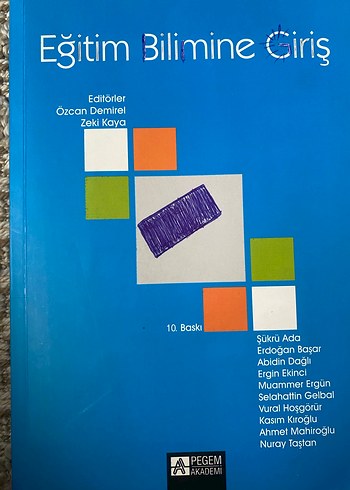 Eğitim Bilimine Giriş
Editörler
Özcan Demirel
Zeki Kaya
10. Baskı
Şükrü Ada
Erdoğan Başar
Abidin Dağlı
Ergin Ekinci
Muammer Ergün
Selahattin Gelbal
Vural Hoşgörür
Kasım Kıroğlu
Ahmet Mahiroğlu
Nuray Taştan
PEGEM
AKADEMİ